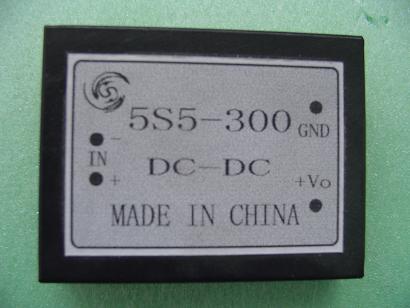 5S5-300
GND
-
IN
DC-DC
+
+Vo
MADE IN CHINA